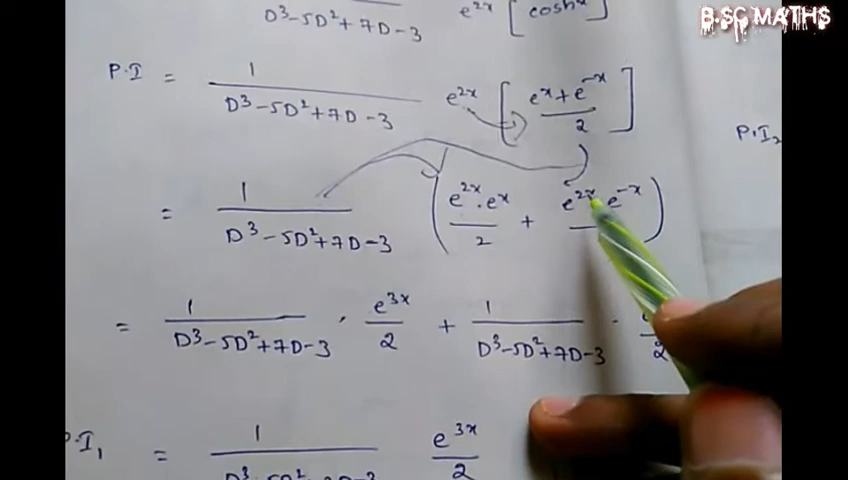 B.SC MATHS
D³-5D²+7D-3 e^{2x} [cosh
P.I = 1/(D³-5D²+7D-3) e^{2x} [(e^x+e^{-x})/2]
P.I₂
= 1/(D³-5D²+7D-3) (e^{2x}.e^x/2 + e^{2x} e^{-x})
= 1/(D³-5D²+7D-3) . e^{3x}/2 + 1/(D³-5D²+7D-3) . /2
P.I₁ = 1/ e^{3x}/2